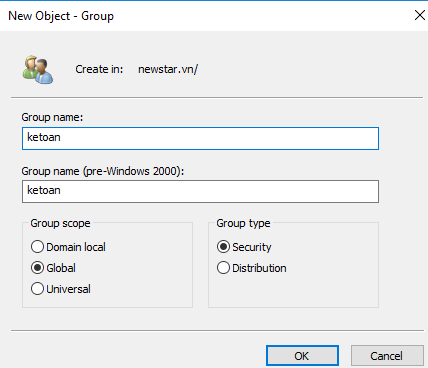 New Object - Group
Create in: newstar.vn/
Group name:
ketoan
Group name (pre-Windows 2000):
ketoan
Group scope
Domain local
Global
Universal
Group type
Security
Distribution
OK
Cancel